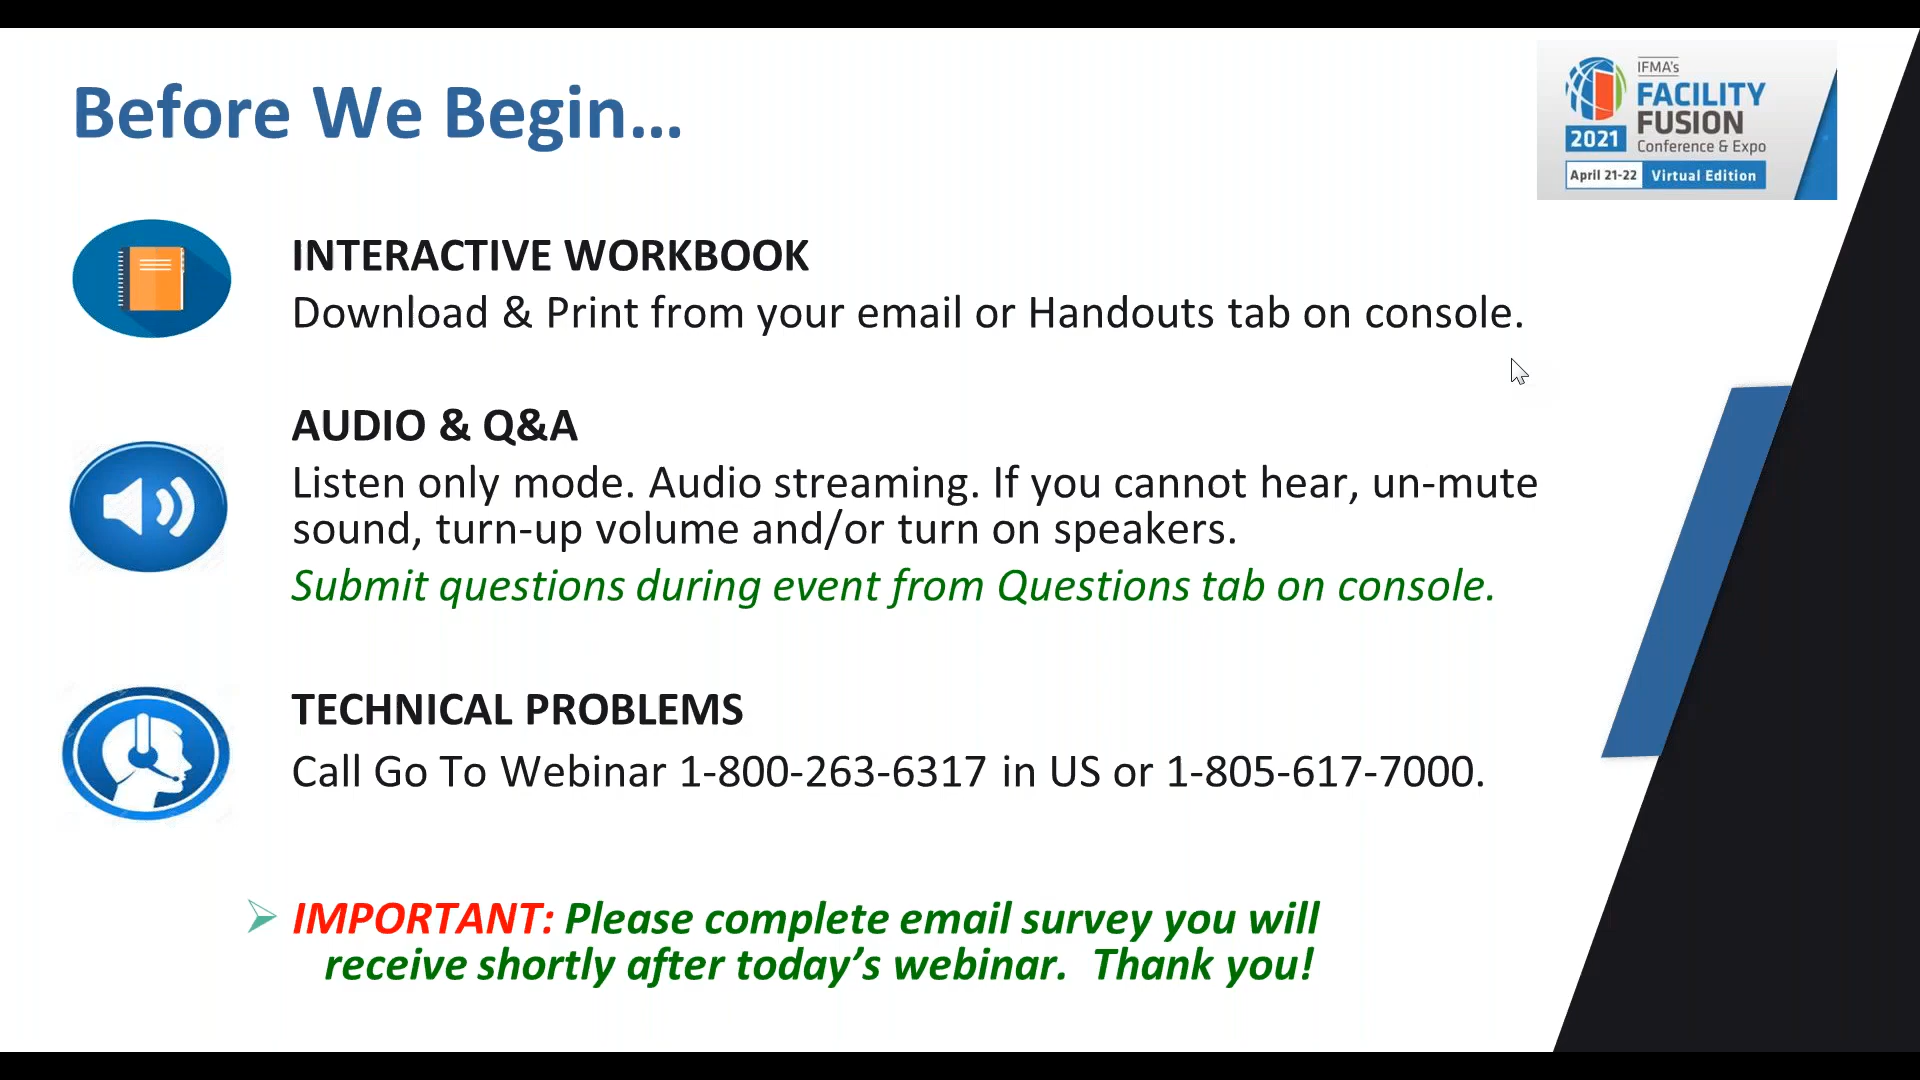 Before We Begin…
IFMA's
FACILITY
FUSION
2021
Conference & Expo
April 21-22
Virtual Edition
INTERACTIVE WORKBOOK
Download & Print from your email or Handouts tab on console.
AUDIO & Q&A
Listen only mode. Audio streaming. If you cannot hear, un-mute
sound, turn-up volume and/or turn on speakers.
Submit questions during event from Questions tab on console.
TECHNICAL PROBLEMS
Call Go To Webinar 1-800-263-6317 in US or 1-805-617-7000.
IMPORTANT: Please complete email survey you will
receive shortly after today’s webinar.  Thank you!